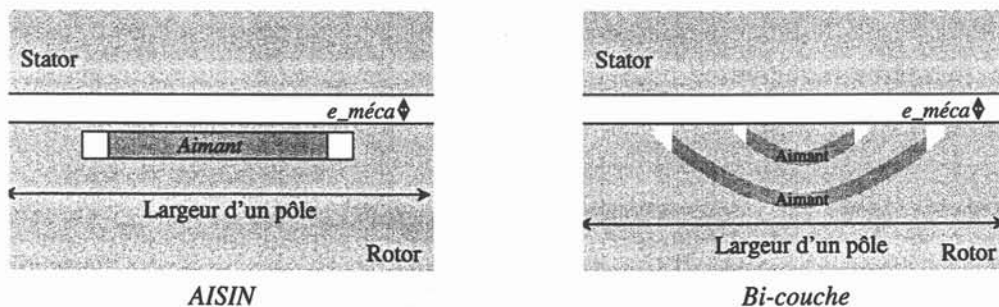 Stator
e_méca
Aimant
Largeur d'un pôle
Rotor
AISIN
Stator
e_méca
Aimant
Aimant
Largeur d'un pôle
Rotor
Bi-couche